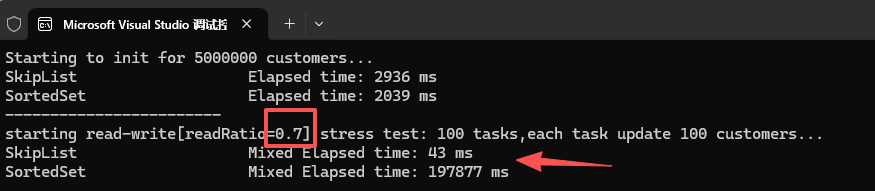 Microsoft Visual Studio 调试控
Starting to init for 5000000 customers...
SkipList Elapsed time: 2936 ms
SortedSet Elapsed time: 2039 ms
------------------------
starting read-write[readRatio=0.7] stress test: 100 tasks,each task update 100 customers...
SkipList Mixed Elapsed time: 43 ms
SortedSet Mixed Elapsed time: 197877 ms